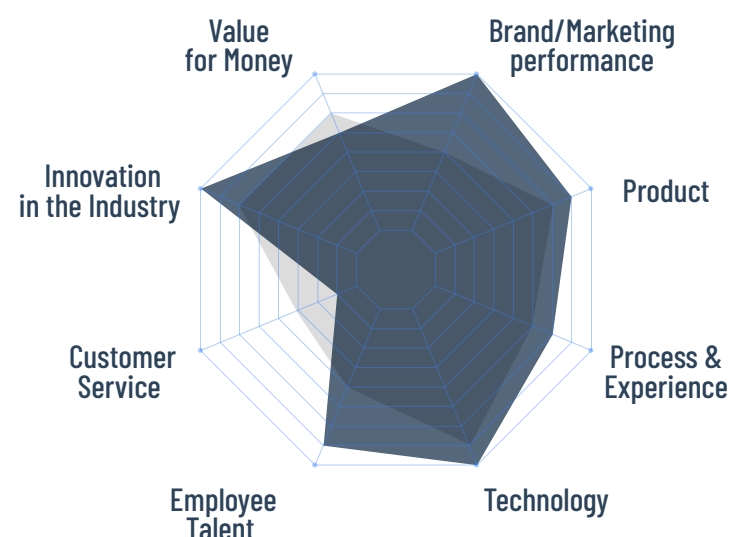 Value
for Money
Brand/Marketing
performance
Innovation
in the Industry
Product
Customer
Service
Process &
Experience
Employee
Talent
Technology